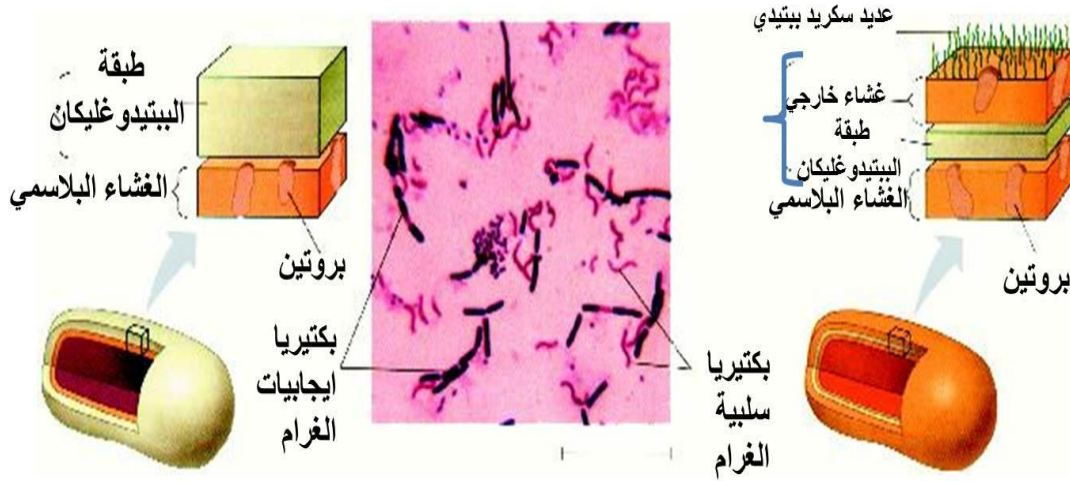 عديد سكريد ببتيدي
غشاء خارجي
طبقة
الببتيدوغليكان
الغشاء البلاسمي
بروتين
بكتيريا
سلبية
الغرام
طبقة
الببتيدوغليكان
الغشاء البلاسمي
بروتين
بكتيريا
ايجابيات
الغرام